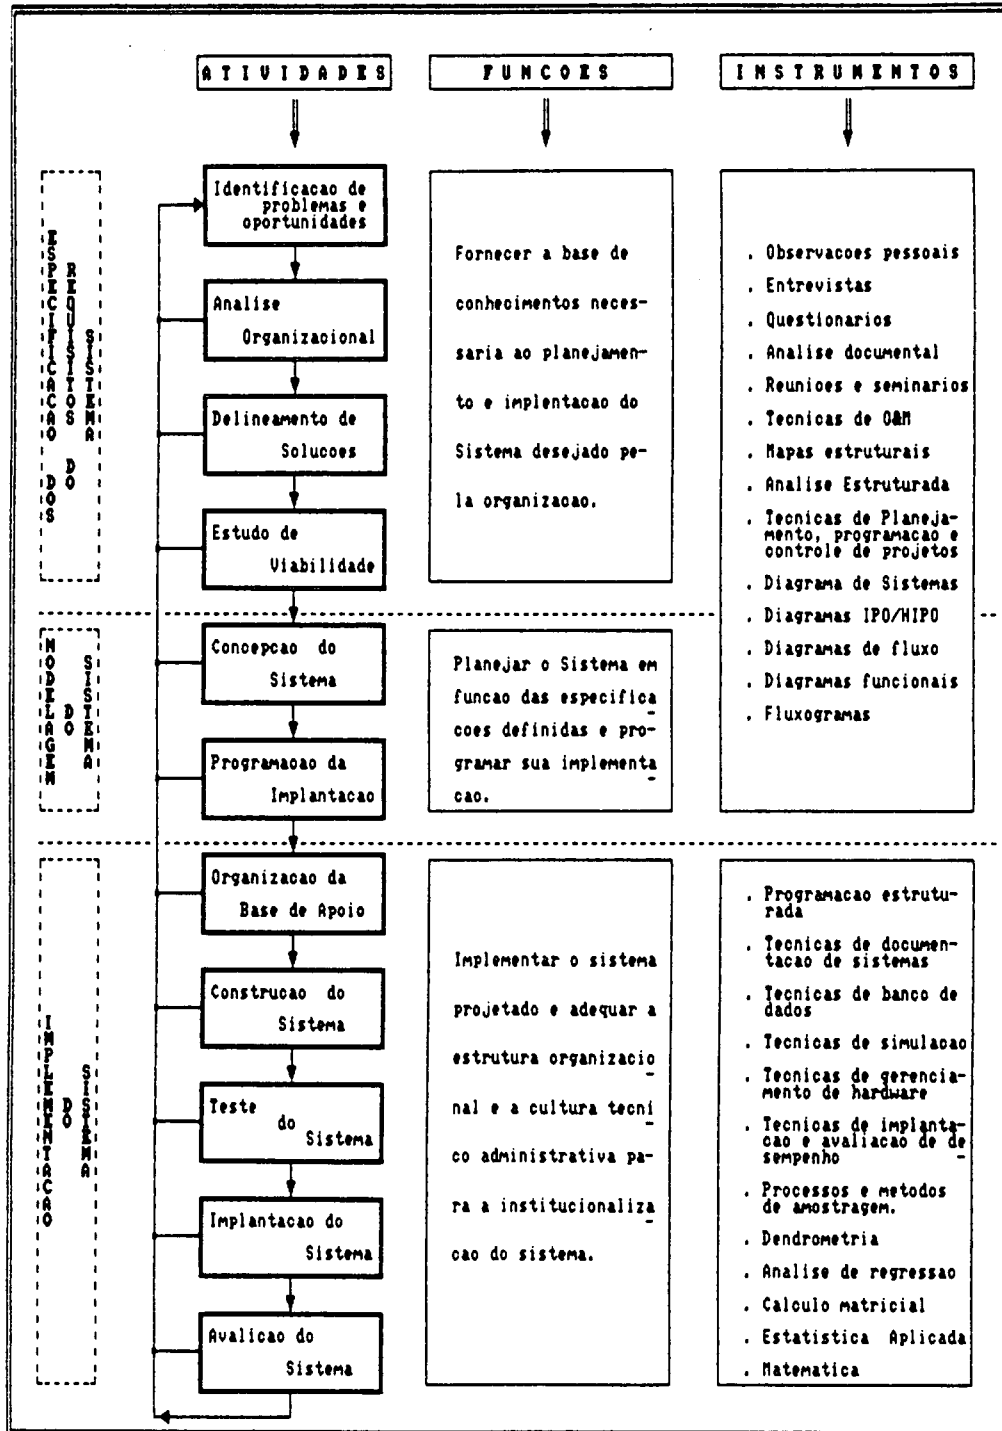 ATIVIDADES
FUNCOES
INSTRUMENTOS
ESPECIFICACAO DOS
REQUISITOS DO
SISTEMA
Identificacao de
problemas e
oportunidades
Analise
Organizacional
Delineamento de
Solucoes
Estudo de
Viabilidade
Fornecer a base de
conhecimentos neces-
saria ao planejamen-
to e implentacao do
Sistema desejado pe-
la organizacao.
. Observacoes pessoais
. Entrevistas
. Questionarios
. Analise documental
. Reunioes e seminarios
. Tecnicas de O&M
. Mapas estruturais
. Analise Estruturada
. Tecnicas de Planeja-
mento, programacao e
controle de projetos
. Diagrama de Sistemas
. Diagramas IPO/HIPO
. Diagramas de fluxo
. Diagramas funcionais
. Fluxogramas
MODELAGEM
DO
SISTEMA
Concepcao do
Sistema
Programacao da
Implantacao
Planejar o Sistema em
funcao das especifica
coes definidas e pro-
gramar sua implementa
cao.
IMPLEMENTACAO
DO
SISTEMA
Organizacao da
Base de Apoio
Construcao do
Sistema
Teste
do
Sistema
Implantacao do
Sistema
Avalicao do
Sistema
Implementar o sistema
projetado e adequar a
estrutura organizacio
nal e a cultura tecni
co administrativa pa-
ra a institucionaliza
cao do sistema.
. Programacao estrutu-
rada
. Tecnicas de documen-
tacao de sistemas
. Tecnicas de banco de
dados
. Tecnicas de simulacao
. Tecnicas de gerencia-
mento de hardware
. Tecnicas de implanta-
cao e avaliacao de de
sempenho
. Processos e metodos
de amostragem.
. Dendrometria
. Analise de regressao
. Calculo matricial
. Estatistica Aplicada
. Matematica